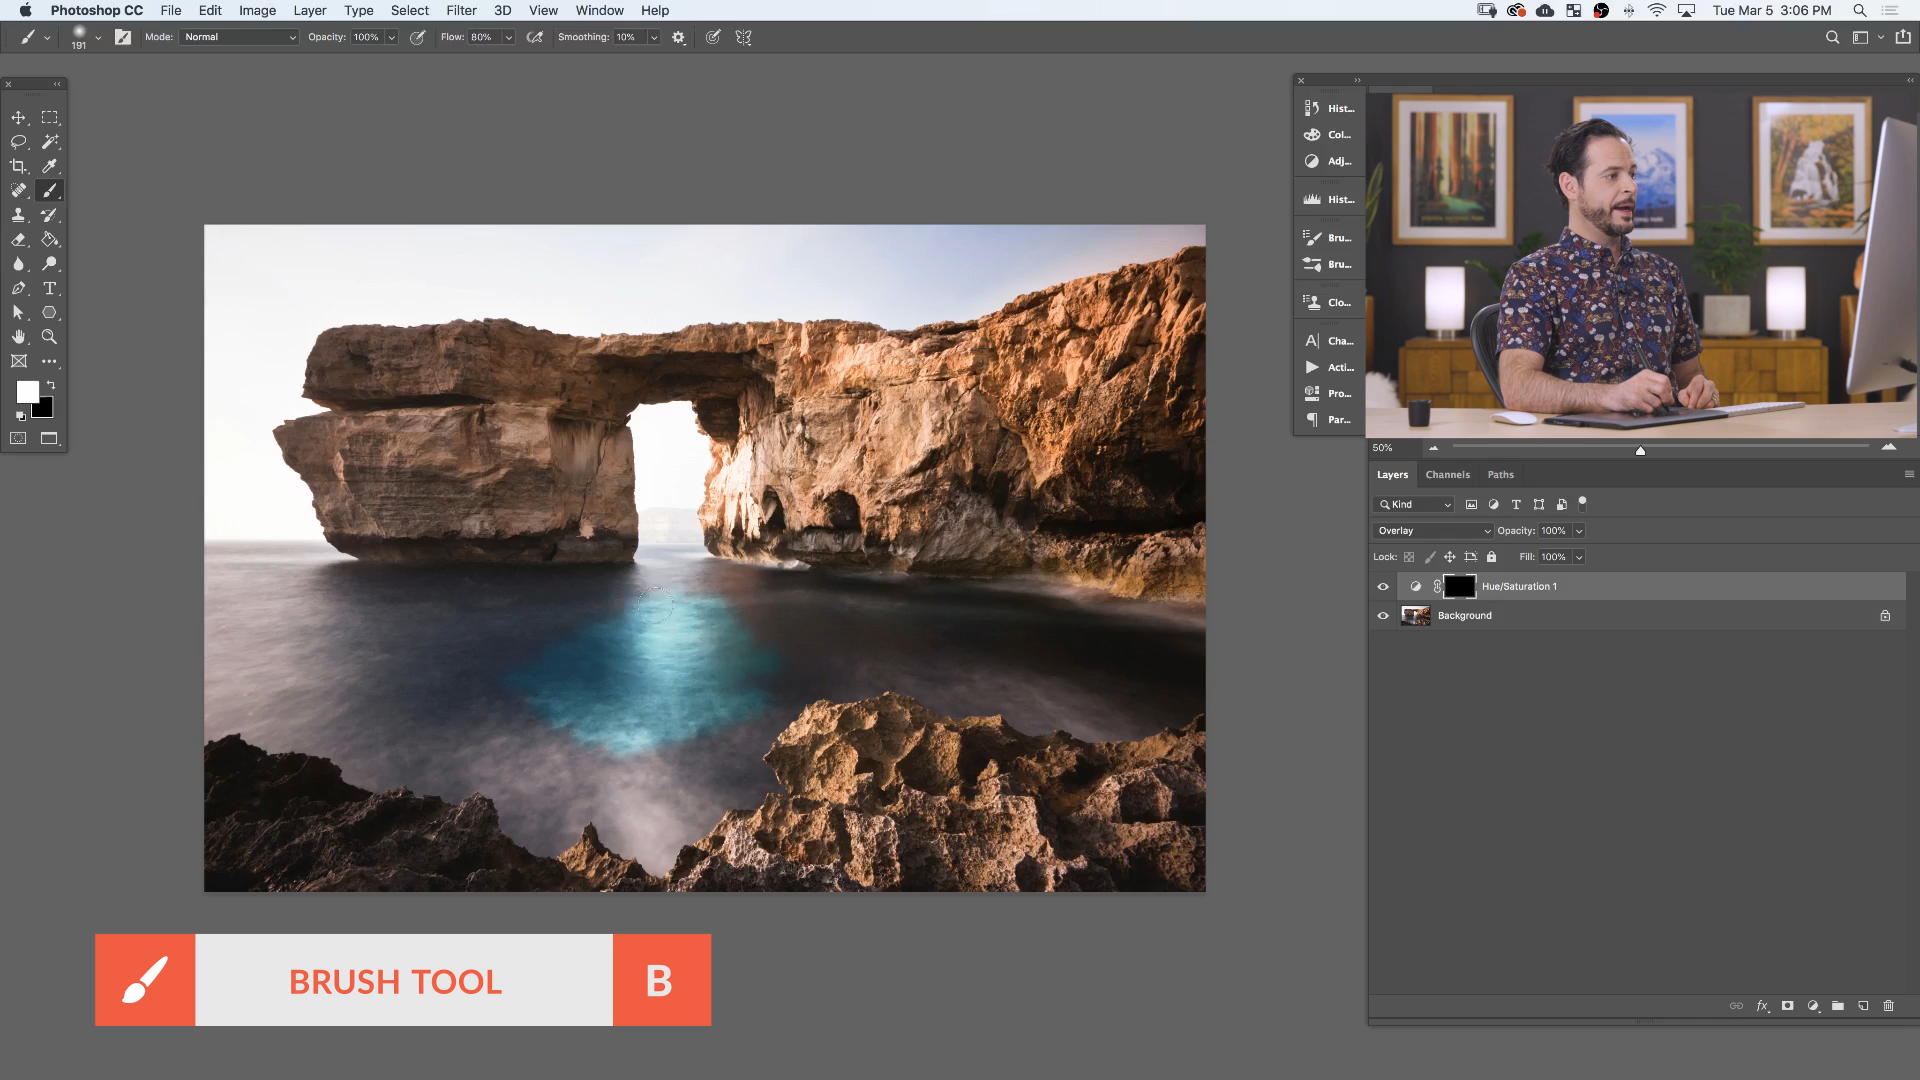 Photoshop CC File Edit Image Layer Type Select Filter 3D View Window Help Tue Mar 5 3:06 PM
191 Mode: Normal Opacity: 100% Flow: 80% Smoothing: 10%
Hist...
Col...
Adj...
Hist...
Bru...
Bru...
Clo...
Cha...
Acti...
Pro...
Par...
50%
Layers Channels Paths
Kind
Overlay Opacity: 100%
Lock: Fill: 100%
Hue/Saturation 1
Background
fx
BRUSH TOOL B